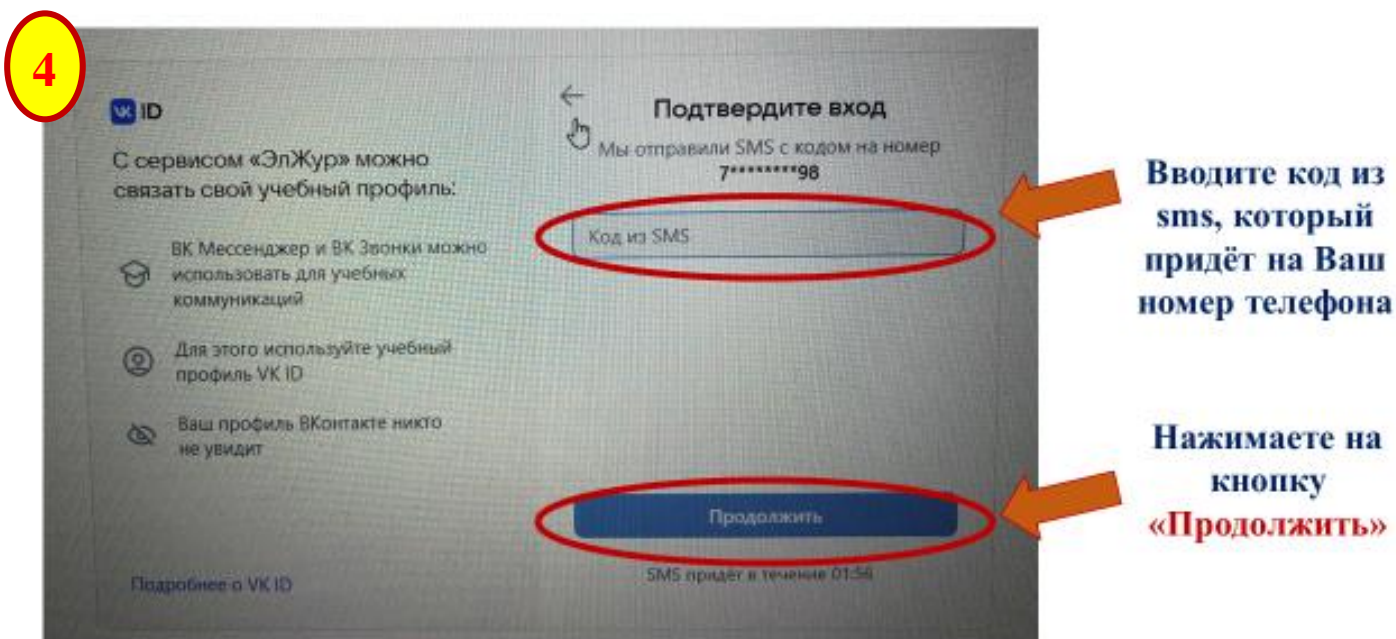 4
VK ID
С сервисом «ЭлЖур» можно
связать свой учебный профиль:
ВК Мессенджер и ВК Звонки можно
использовать для учебных
коммуникаций
Для этого используйте учебный
профиль VK ID
Ваш профиль ВКонтакте никто
не увидит
Подробнее о VK ID
Подтвердите вход
Мы отправили SMS с кодом на номер
7********98
Код из SMS
Продолжить
SMS придёт в течение 01:56
Вводите код из
sms, который
придёт на Ваш
номер телефона
Нажимаете на
кнопку
«Продолжить»